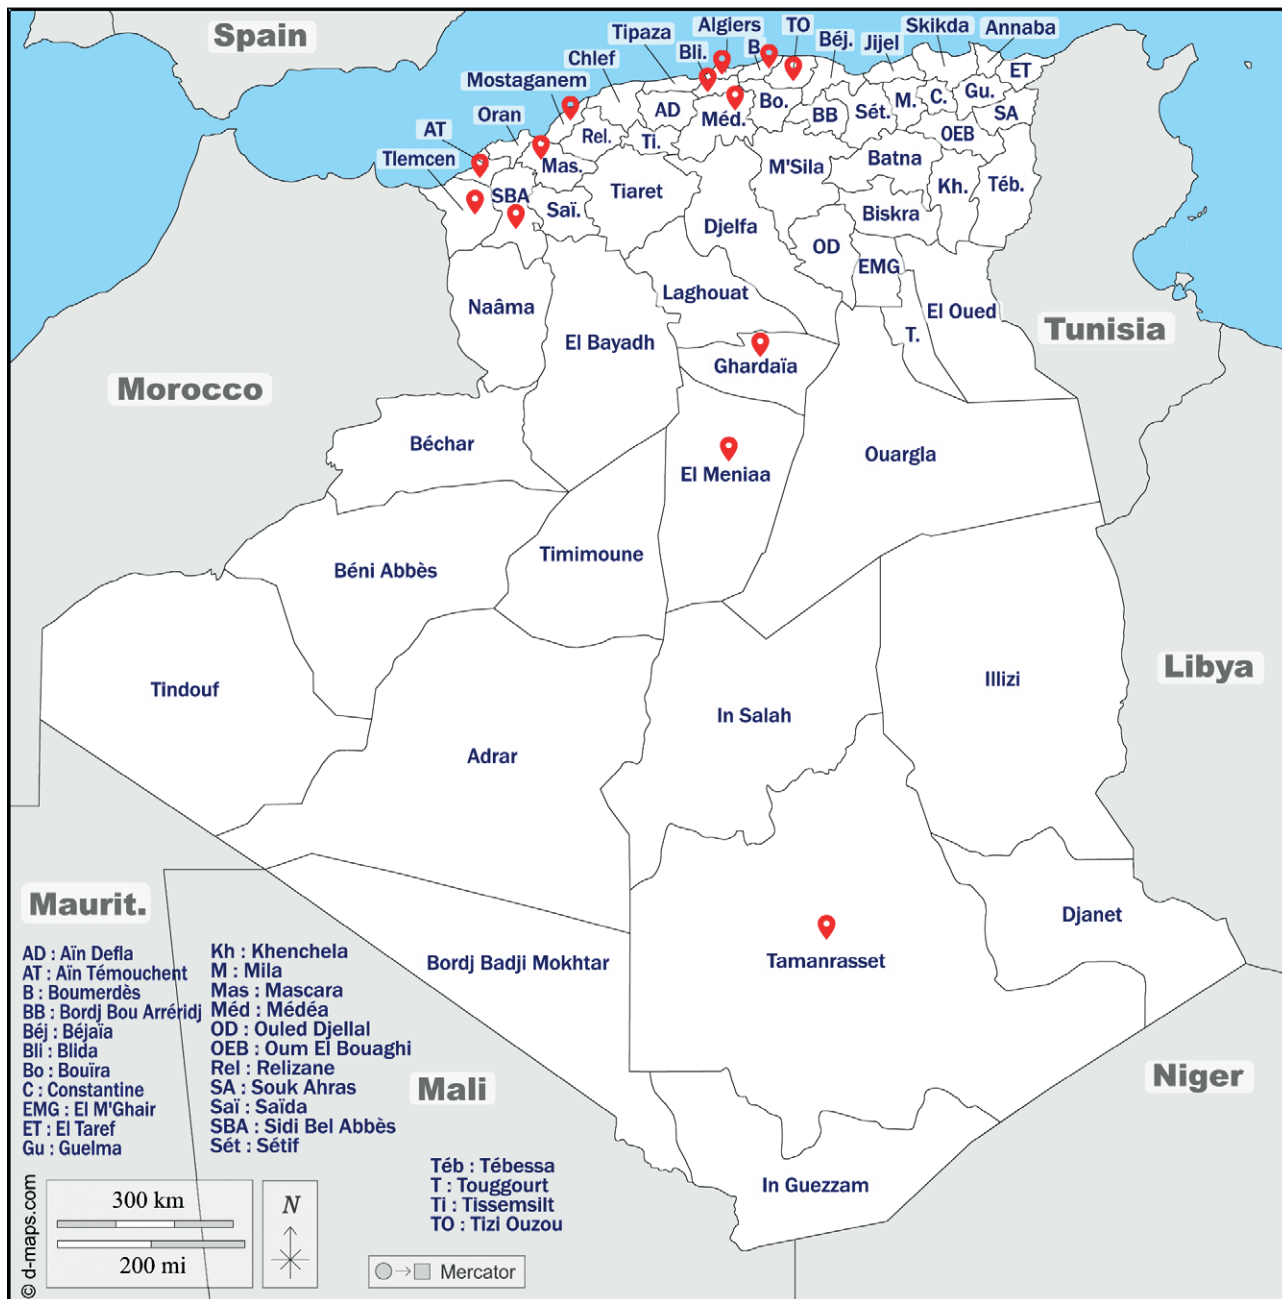 Spain
Tipaza
Algiers
TO
Skikda
Annaba
Chlef
Bli.
B.
Béj.
Jijel
ET
Mostaganem
AD
Méd.
Bo.
BB
Sét.
M.
C.
Gu.
SA
Oran
AT
Rel.
Ti.
OEB
Tlemcen
Mas.
M'Sila
Batna
Kh.
Téb.
SBA
Saï.
Tiaret
Djelfa
Biskra
OD
EMG
Naâma
Laghouat
El Oued
El Bayadh
T.
Tunisia
Ghardaïa
Morocco
Béchar
El Meniaa
Ouargla
Timimoune
Béni Abbès
Tindouf
In Salah
Illizi
Libya
Adrar
Maurit.
Djanet
Bordj Badji Mokhtar
Tamanrasset
Mali
Niger
In Guezzam
AD : Aïn Defla
AT : Aïn Témouchent
B : Boumerdès
BB : Bordj Bou Arréridj
Béj : Béjaïa
Bli : Blida
Bo : Bouïra
C : Constantine
EMG : El M'Ghair
ET : El Taref
Gu : Guelma
Kh : Khenchela
M : Mila
Mas : Mascara
Méd : Médéa
OD : Ouled Djellal
OEB : Oum El Bouaghi
Rel : Relizane
SA : Souk Ahras
Saï : Saïda
SBA : Sidi Bel Abbès
Sét : Sétif
Téb : Tébessa
T : Touggourt
Ti : Tissemsilt
TO : Tizi Ouzou
© d-maps.com
300 km
200 mi
N
Mercator